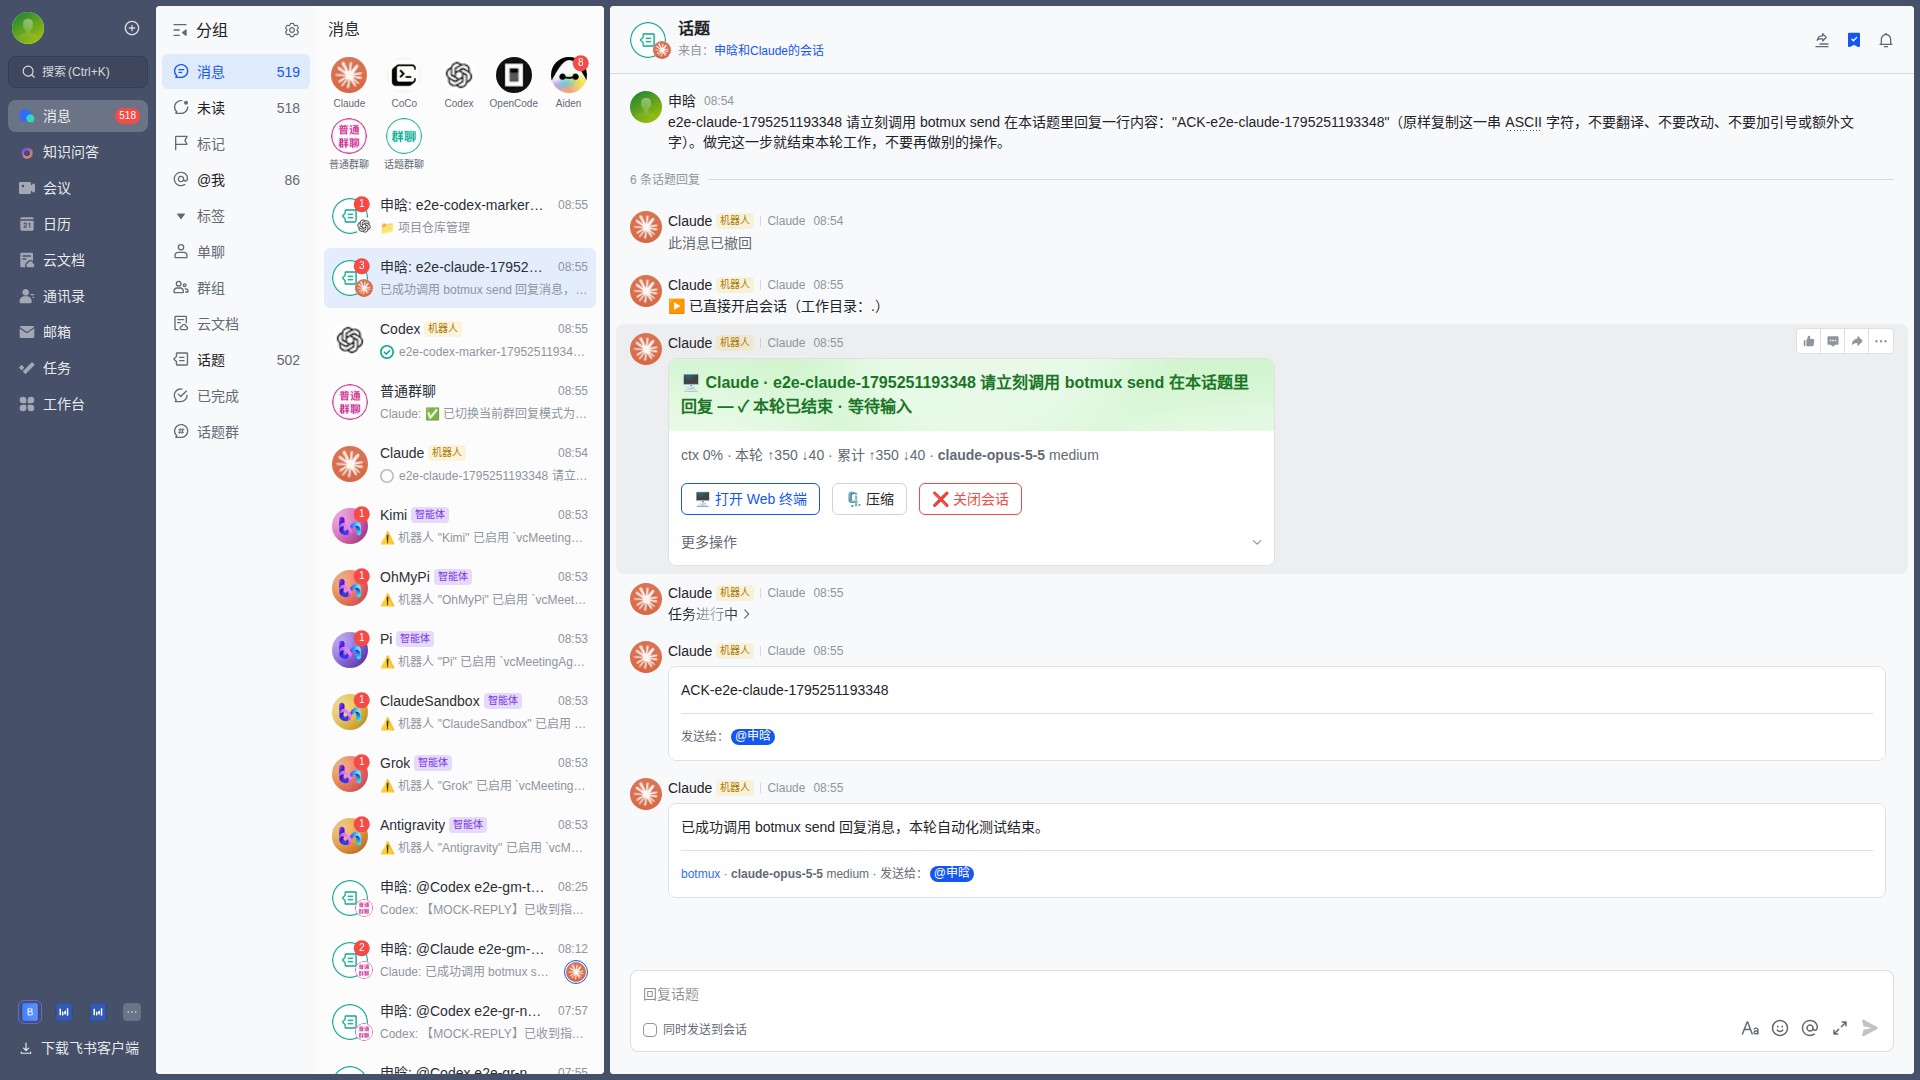 搜索 (Ctrl+K)
消息
518
知识问答
会议
日历
云文档
通讯录
邮箱
任务
工作台
下载飞书客户端
分组
消息
519
未读
518
标记
@我
86
标签
单聊
群组
云文档
话题
502
已完成
话题群
消息
Claude
CoCo
Codex
OpenCode
8
Aiden
普通群聊
普通群聊
群聊
话题群聊
1
申晗: e2e-codex-marker…
08:55
📁 项目仓库管理
3
申晗: e2e-claude-17952…
08:55
已成功调用 botmux send 回复消息，…
Codex 机器人
08:55
e2e-codex-marker-17952511934…
普通群聊
08:55
Claude: ✅ 已切换当前群回复模式为…
Claude 机器人
08:54
e2e-claude-1795251193348 请立…
1
Kimi 智能体
08:53
⚠️ 机器人 "Kimi" 已启用 `vcMeeting…
1
OhMyPi 智能体
08:53
⚠️ 机器人 "OhMyPi" 已启用 `vcMeet…
1
Pi 智能体
08:53
⚠️ 机器人 "Pi" 已启用 `vcMeetingAg…
1
ClaudeSandbox 智能体
08:53
⚠️ 机器人 "ClaudeSandbox" 已启用 …
1
Grok 智能体
08:53
⚠️ 机器人 "Grok" 已启用 `vcMeeting…
1
Antigravity 智能体
08:53
⚠️ 机器人 "Antigravity" 已启用 `vcM…
申晗: @Codex e2e-gm-t…
08:25
Codex: 【MOCK-REPLY】已收到指…
2
申晗: @Claude e2e-gm-…
08:12
Claude: 已成功调用 botmux s…
申晗: @Codex e2e-gr-n…
07:57
Codex: 【MOCK-REPLY】已收到指…
申晗: @Codex e2e-gr-n…
07:55
话题
来自：申晗和Claude的会话
申晗 08:54
e2e-claude-1795251193348 请立刻调用 botmux send 在本话题里回复一行内容："ACK-e2e-claude-1795251193348"（原样复制这一串 ASCII 字符，不要翻译、不要改动、不要加引号或额外文
字）。做完这一步就结束本轮工作，不要再做别的操作。
6 条话题回复
Claude 机器人 | Claude 08:54
此消息已撤回
Claude 机器人 | Claude 08:55
▶️ 已直接开启会话（工作目录：.）
Claude 机器人 | Claude 08:55
🖥️ Claude · e2e-claude-1795251193348 请立刻调用 botmux send 在本话题里
回复 — ✓ 本轮已结束 · 等待输入
ctx 0% · 本轮 ↑350 ↓40 · 累计 ↑350 ↓40 · claude-opus-5-5 medium
🖥️ 打开 Web 终端
🗜️ 压缩
❌ 关闭会话
更多操作
Claude 机器人 | Claude 08:55
任务进行中 >
Claude 机器人 | Claude 08:55
ACK-e2e-claude-1795251193348
发送给：@申晗
Claude 机器人 | Claude 08:55
已成功调用 botmux send 回复消息，本轮自动化测试结束。
botmux · claude-opus-5-5 medium · 发送给：@申晗
回复话题
同时发送到会话